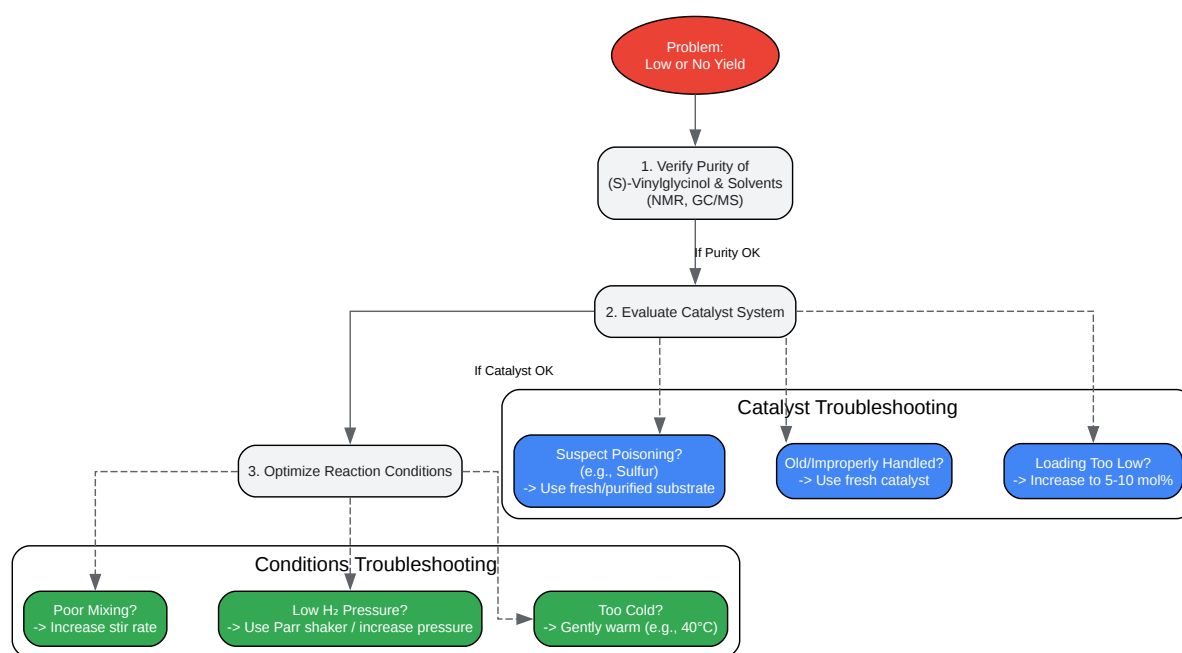 Problem:
Low or No Yield
1. Verify Purity of
(S)-Vinylglycinol & Solvents
(NMR, GC/MS)
If Purity OK
2. Evaluate Catalyst System
If Catalyst OK
Catalyst Troubleshooting
Suspect Poisoning?
(e.g., Sulfur)
-> Use fresh/purified substrate
Old/Improperly Handled?
-> Use fresh catalyst
Loading Too Low?
-> Increase to 5-10 mol%
3. Optimize Reaction Conditions
Conditions Troubleshooting
Poor Mixing?
-> Increase stir rate
Low H₂ Pressure?
-> Use Parr shaker / increase pressure
Too Cold?
-> Gently warm (e.g., 40°C)